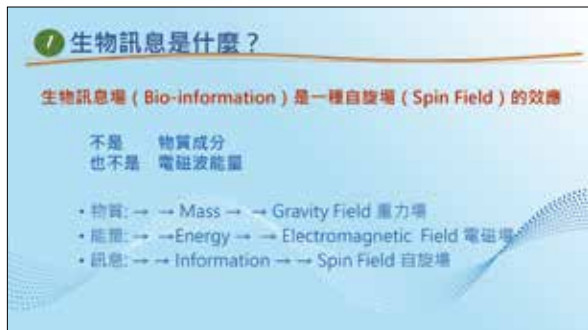 生物訊息是什麼？
生物訊息場（Bio-information）是一種自旋場（Spin Field）的效應
不是 物質成分
也不是 電磁波能量
• 物質: → → Mass → → Gravity Field 重力場
• 能量: → →Energy → → Electromagnetic Field 電磁場
• 訊息: → → Information → → Spin Field 自旋場